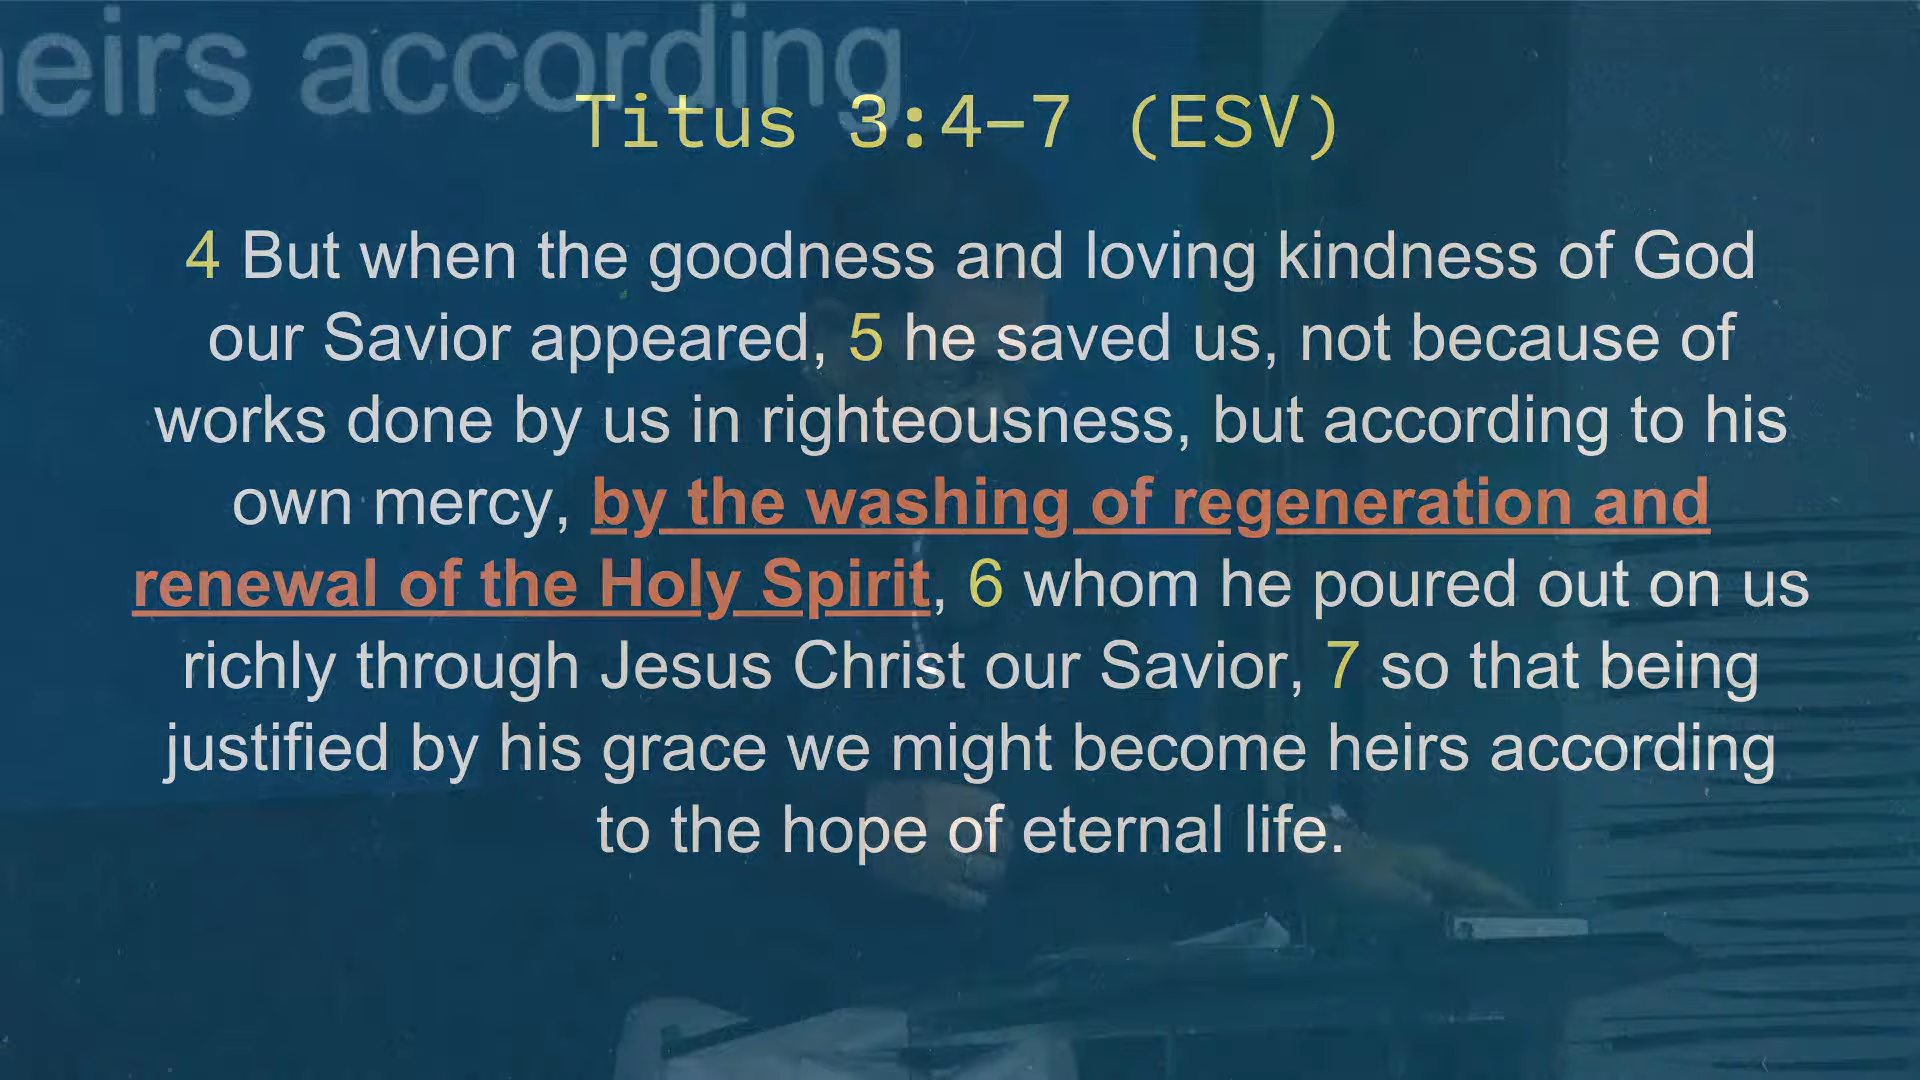 heirs according
Titus 3:4–7 (ESV)
4 But when the goodness and loving kindness of God
our Savior appeared, 5 he saved us, not because of
works done by us in righteousness, but according to his
own mercy, by the washing of regeneration and
renewal of the Holy Spirit, 6 whom he poured out on us
richly through Jesus Christ our Savior, 7 so that being
justified by his grace we might become heirs according
to the hope of eternal life.